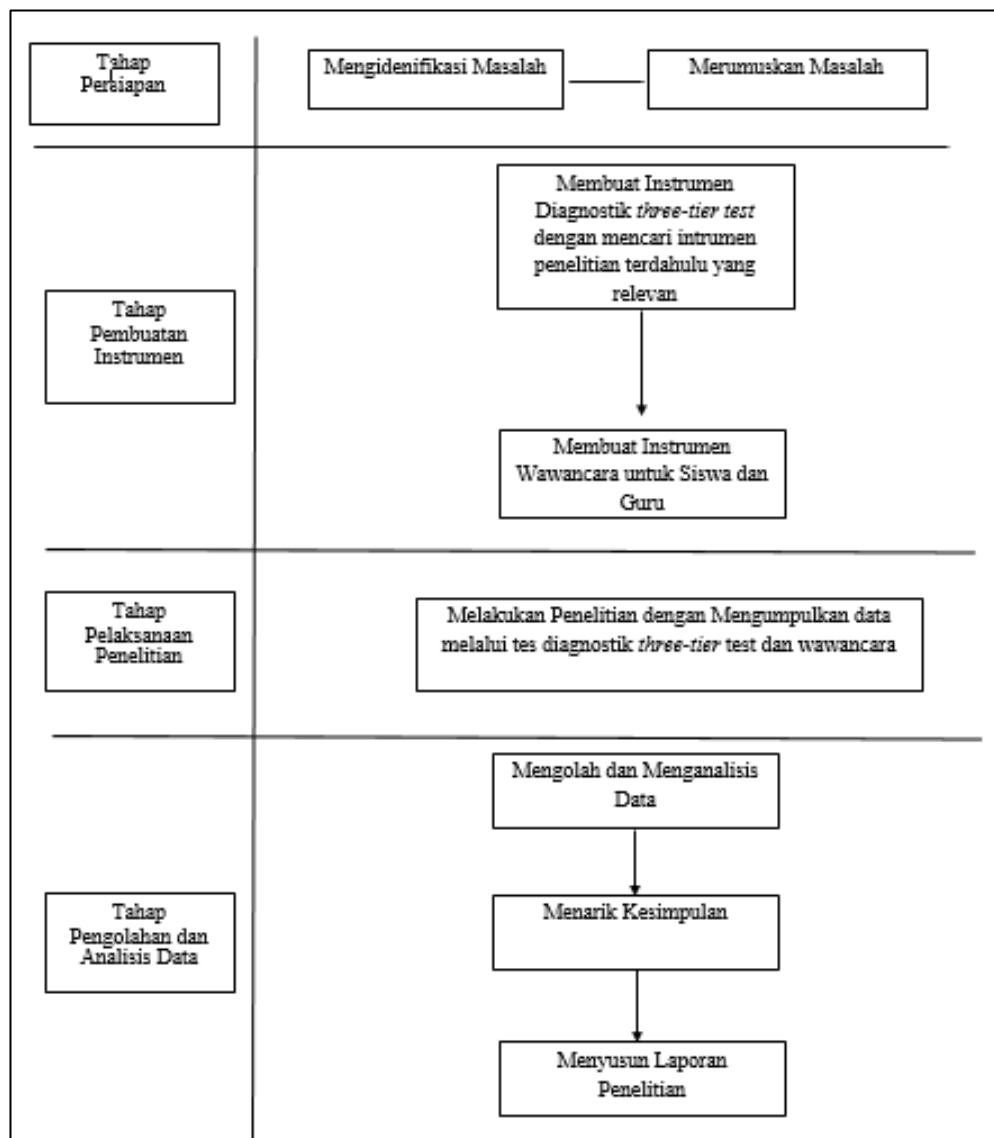 Tahap
Persiapan
Mengidenifikasi Masalah
Merumuskan Masalah
Membuat Instrumen
Diagnostik three-tier test
dengan mencari intrumen
penelitian terdahulu yang
relevan
Tahap
Pembuatan
Instrumen
Membuat Instrumen
Wawancara untuk Siswa dan
Guru
Tahap
Pelaksanaan
Penelitian
Melakukan Penelitian dengan Mengumpulkan data
melalui tes diagnostik three-tier test dan wawancara
Mengolah dan Menganalisis
Data
Tahap
Pengolahan dan
Analisis Data
Menarik Kesimpulan
Menyusun Laporan
Penelitian